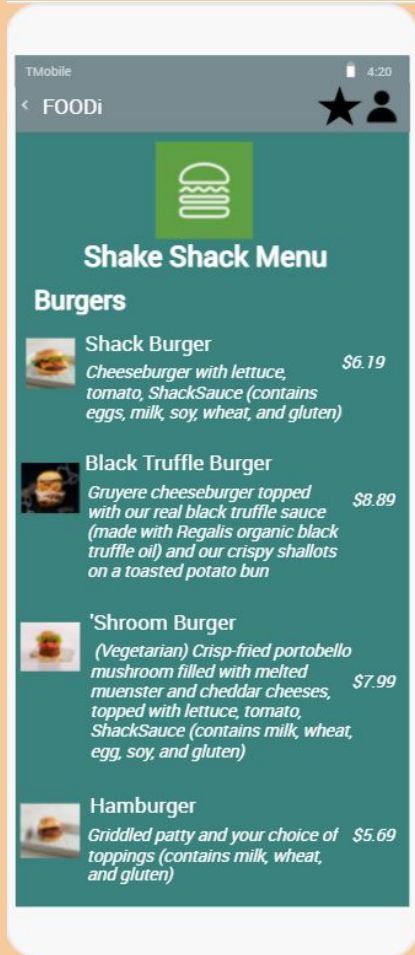 TMobile 4:20
‹ FOODi
Shake Shack Menu
Burgers
Shack Burger
$6.19
Cheeseburger with lettuce,
tomato, ShackSauce (contains
eggs, milk, soy, wheat, and gluten)
Black Truffle Burger
Gruyere cheeseburger topped
with our real black truffle sauce
$8.89
(made with Regalis organic black
truffle oil) and our crispy shallots
on a toasted potato bun
'Shroom Burger
(Vegetarian) Crisp-fried portobello
mushroom filled with melted
muenster and cheddar cheeses,
$7.99
topped with lettuce, tomato,
ShackSauce (contains milk, wheat,
egg, soy, and gluten)
Hamburger
Griddled patty and your choice of
$5.69
toppings (contains milk, wheat,
and gluten)